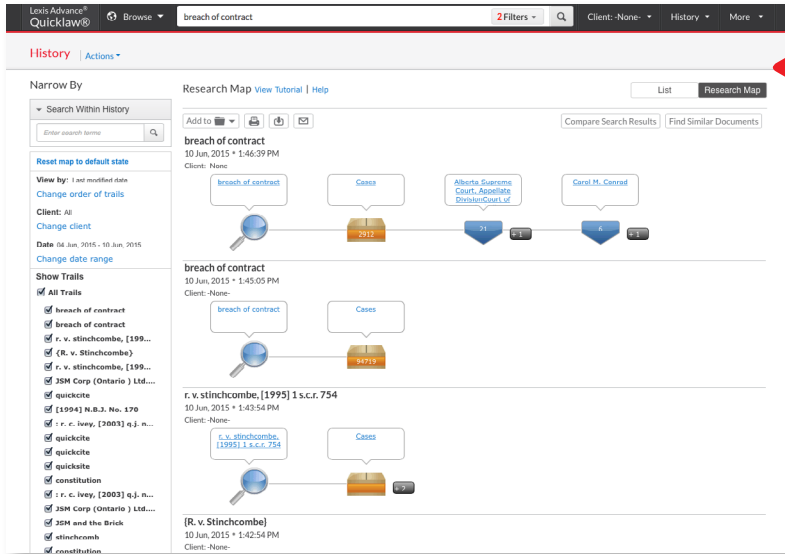 Lexis Advance®
Quicklaw®
Browse
breach of contract
2 Filters
Client: -None-
History
More
History
Actions
Narrow By
Search Within History
Enter search terms
Reset map to default state
View by: Last modified date
Change order of trails
Client: All
Change client
Date 04 Jun, 2015 - 10 Jun, 2015
Change date range
Show Trails
All Trails
breach of contract
breach of contract
r. v. stinchcombe, [199...
{R. v. Stinchcombe}
r. v. stinchcombe, [199...
JSM Corp (Ontario ) Ltd....
quickcite
[1994] N.B.J. No. 170
: r. c. ivey, [2003] q.j. n...
quickcite
quickcite
quicksite
constitution
: r. c. ivey, [2003] q.j. n...
JSM Corp (Ontario ) Ltd....
JSM and the Brick
stinchcomb
constitution
Research Map View Tutorial | Help
List
Research Map
Add to
Compare Search Results
Find Similar Documents
breach of contract
10 Jun, 2015 • 1:46:39 PM
Client: None
breach of contract
Cases
Alberta Supreme
Court, Appellate
DivisionCourt of
Carol M. Conrad
2912
21
+ 1
6
+ 1
breach of contract
10 Jun, 2015 • 1:45:05 PM
Client: -None-
breach of contract
Cases
94719
r. v. stinchcombe, [1995] 1 s.c.r. 754
10 Jun, 2015 • 1:43:54 PM
Client: -None-
r. v. stinchcombe,
[1995] 1 s.c.r. 754
Cases
{R. v. Stinchcombe}
10 Jun, 2015 • 1:42:54 PM
Client: -None-